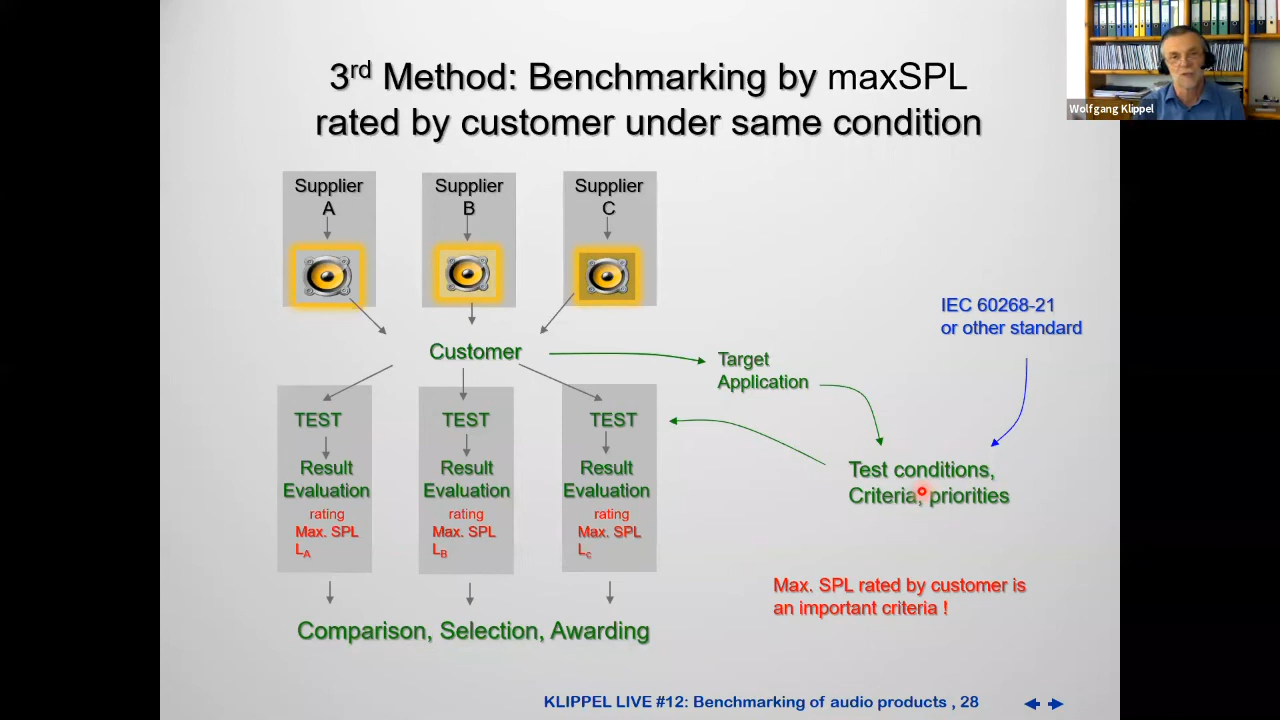 3rd Method: Benchmarking by maxSPL
rated by customer under same condition
Wolfgang Klippel
Supplier
A
Supplier
B
Supplier
C
IEC 60268-21
or other standard
Customer
Target
Application
TEST
Result
Evaluation
rating
Max. SPL
LA
TEST
Result
Evaluation
rating
Max. SPL
LB
TEST
Result
Evaluation
rating
Max. SPL
Lc
Test conditions,
Criteria, priorities
Max. SPL rated by customer is
an important criteria !
Comparison, Selection, Awarding
KLIPPEL LIVE #12: Benchmarking of audio products , 28